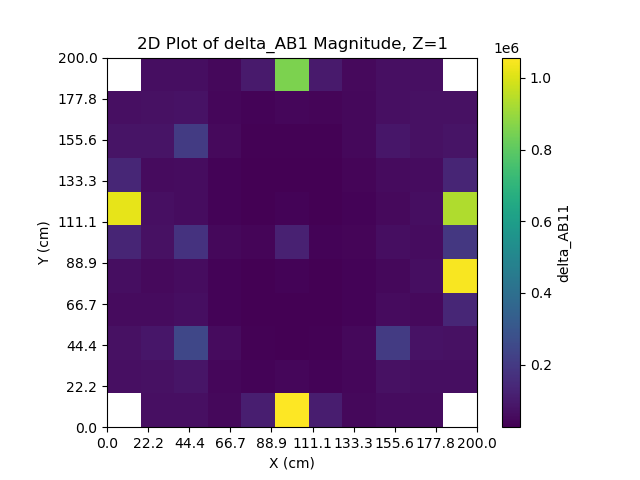 2D Plot of delta_AB1 Magnitude, Z=1
1e6
200.0
177.8
155.6
133.3
111.1
88.9
66.7
44.4
22.2
0.0
Y (cm)
0.0 22.2 44.4 66.7 88.9 111.1 133.3 155.6 177.8 200.0
X (cm)
1.0
0.8
0.6
0.4
0.2
delta_AB11